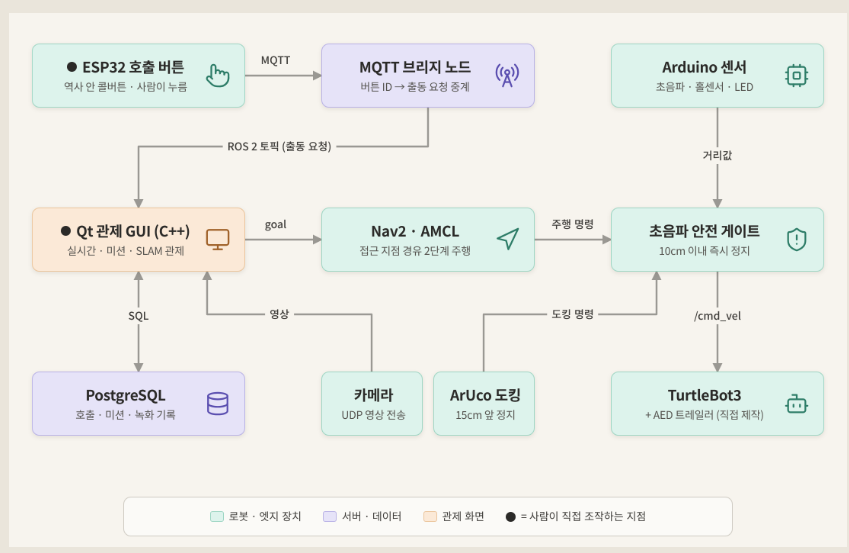 ● ESP32 호출 버튼
역사 안 콜버튼 · 사람이 누름
MQTT
MQTT 브리지 노드
버튼 ID → 출동 요청 중계
Arduino 센서
초음파 · 홀센서 · LED
ROS 2 토픽 (출동 요청)
거리값
● Qt 관제 GUI (C++)
실시간 · 미션 · SLAM 관제
goal
Nav2 · AMCL
접근 지점 경유 2단계 주행
주행 명령
초음파 안전 게이트
10cm 이내 즉시 정지
SQL
영상
도킹 명령
/cmd_vel
PostgreSQL
호출 · 미션 · 녹화 기록
카메라
UDP 영상 전송
ArUco 도킹
15cm 앞 정지
TurtleBot3
+ AED 트레일러 (직접 제작)
로봇 · 엣지 장치
서버 · 데이터
관제 화면
● = 사람이 직접 조작하는 지점